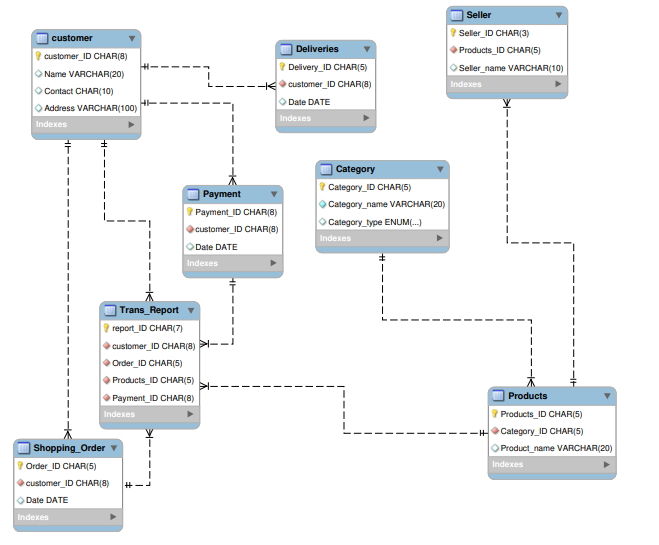 customer
customer_ID CHAR(8)
Name VARCHAR(20)
Contact CHAR(10)
Address VARCHAR(100)
Indexes
Deliveries
Delivery_ID CHAR(5)
customer_ID CHAR(8)
Date DATE
Indexes
Seller
Seller_ID CHAR(3)
Products_ID CHAR(5)
Seller_name VARCHAR(10)
Indexes
Payment
Payment_ID CHAR(8)
customer_ID CHAR(8)
Date DATE
Indexes
Category
Category_ID CHAR(5)
Category_name VARCHAR(20)
Category_type ENUM(...)
Indexes
Trans_Report
report_ID CHAR(7)
customer_ID CHAR(8)
Order_ID CHAR(5)
Products_ID CHAR(5)
Payment_ID CHAR(8)
Indexes
Products
Products_ID CHAR(5)
Category_ID CHAR(5)
Product_name VARCHAR(20)
Indexes
Shopping_Order
Order_ID CHAR(5)
customer_ID CHAR(8)
Date DATE
Indexes